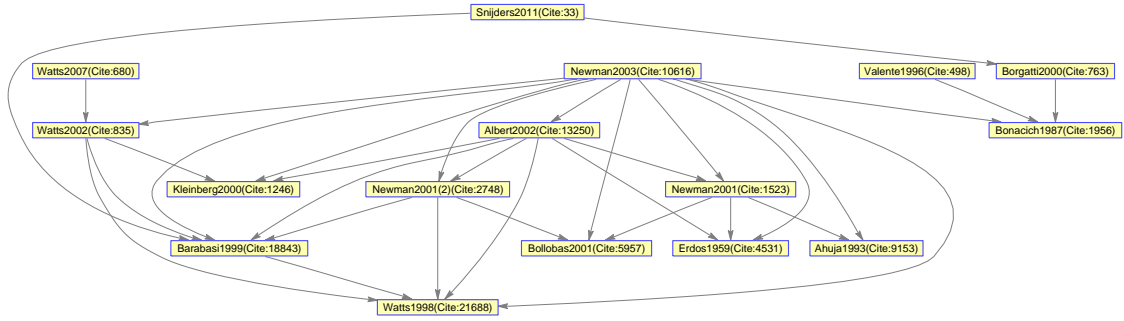 Snijders2011(Cite:33)
Watts2007(Cite:680)
Newman2003(Cite:10616)
Valente1996(Cite:498)
Borgatti2000(Cite:763)
Watts2002(Cite:835)
Albert2002(Cite:13250)
Bonacich1987(Cite:1956)
Kleinberg2000(Cite:1246)
Newman2001(2)(Cite:2748)
Newman2001(Cite:1523)
Barabasi1999(Cite:18843)
Bollobas2001(Cite:5957)
Erdos1959(Cite:4531)
Ahuja1993(Cite:9153)
Watts1998(Cite:21688)